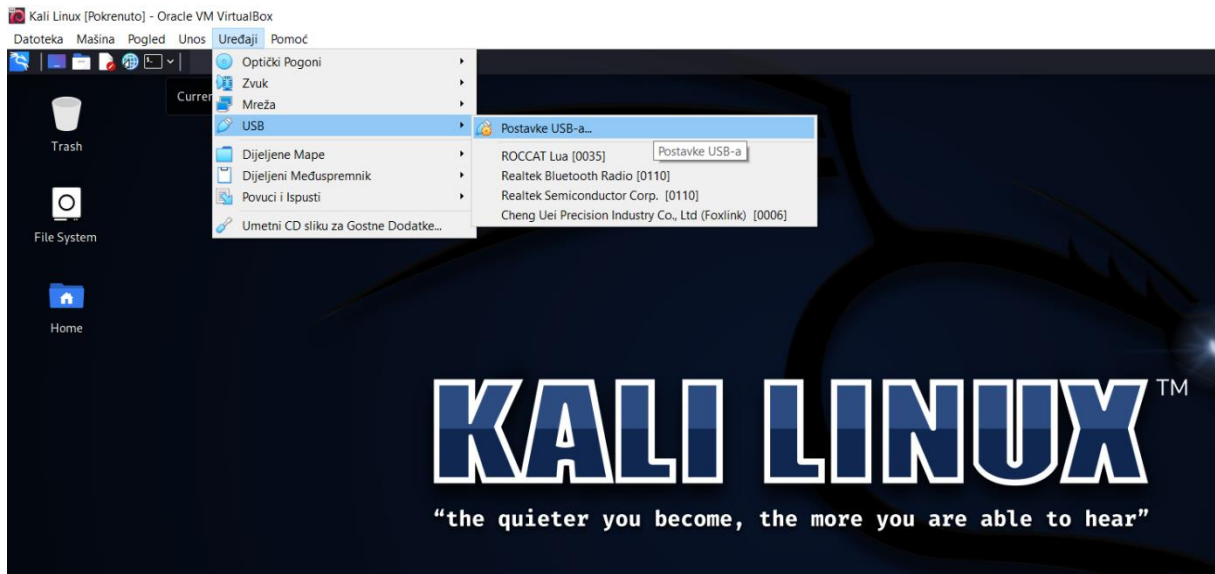 Kali Linux [Pokrenuto] - Oracle VM VirtualBox
Datoteka Mašina Pogled Unos Uređaji Pomoć
Optički Pogoni
Zvuk
Mreža
USB
Dijeljene Mape
Dijeljeni Međuspremnik
Povuci i Ispusti
Umetni CD sliku za Gostne Dodatke...
Postavke USB-a...
ROCCAT Lua [0035]
Realtek Bluetooth Radio [0110]
Realtek Semiconductor Corp. [0110]
Cheng Uei Precision Industry Co., Ltd (Foxlink) [0006]
Postavke USB-a
Curren
Trash
File System
Home
KALI LINUX™
“the quieter you become, the more you are able to hear”